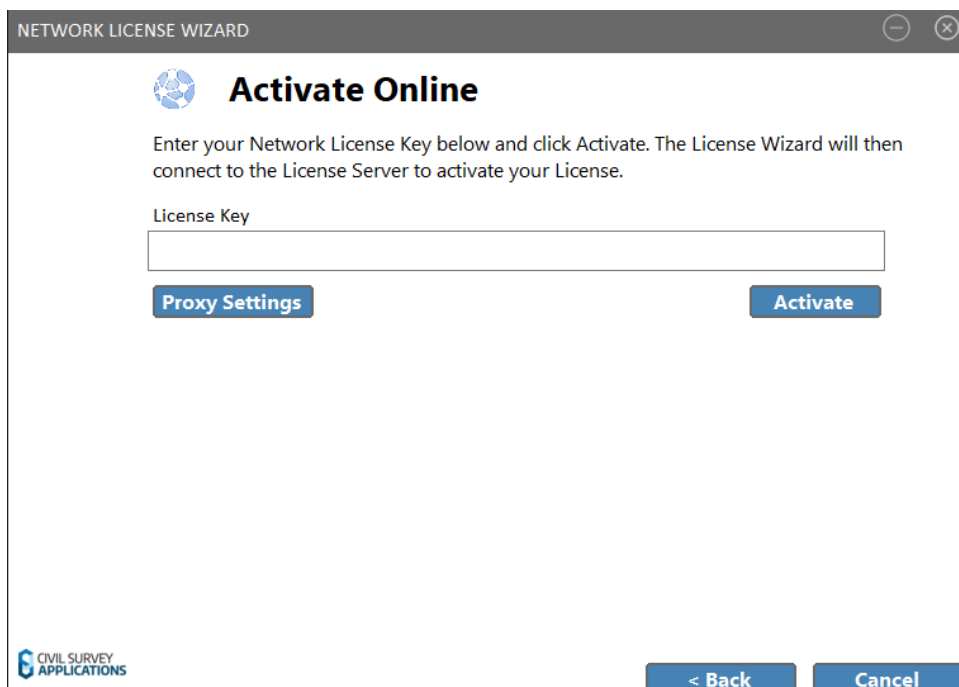 NETWORK LICENSE WIZARD
Activate Online
Enter your Network License Key below and click Activate. The License Wizard will then
connect to the License Server to activate your License.
License Key
Proxy Settings
Activate
CIVIL SURVEY
APPLICATIONS
< Back
Cancel